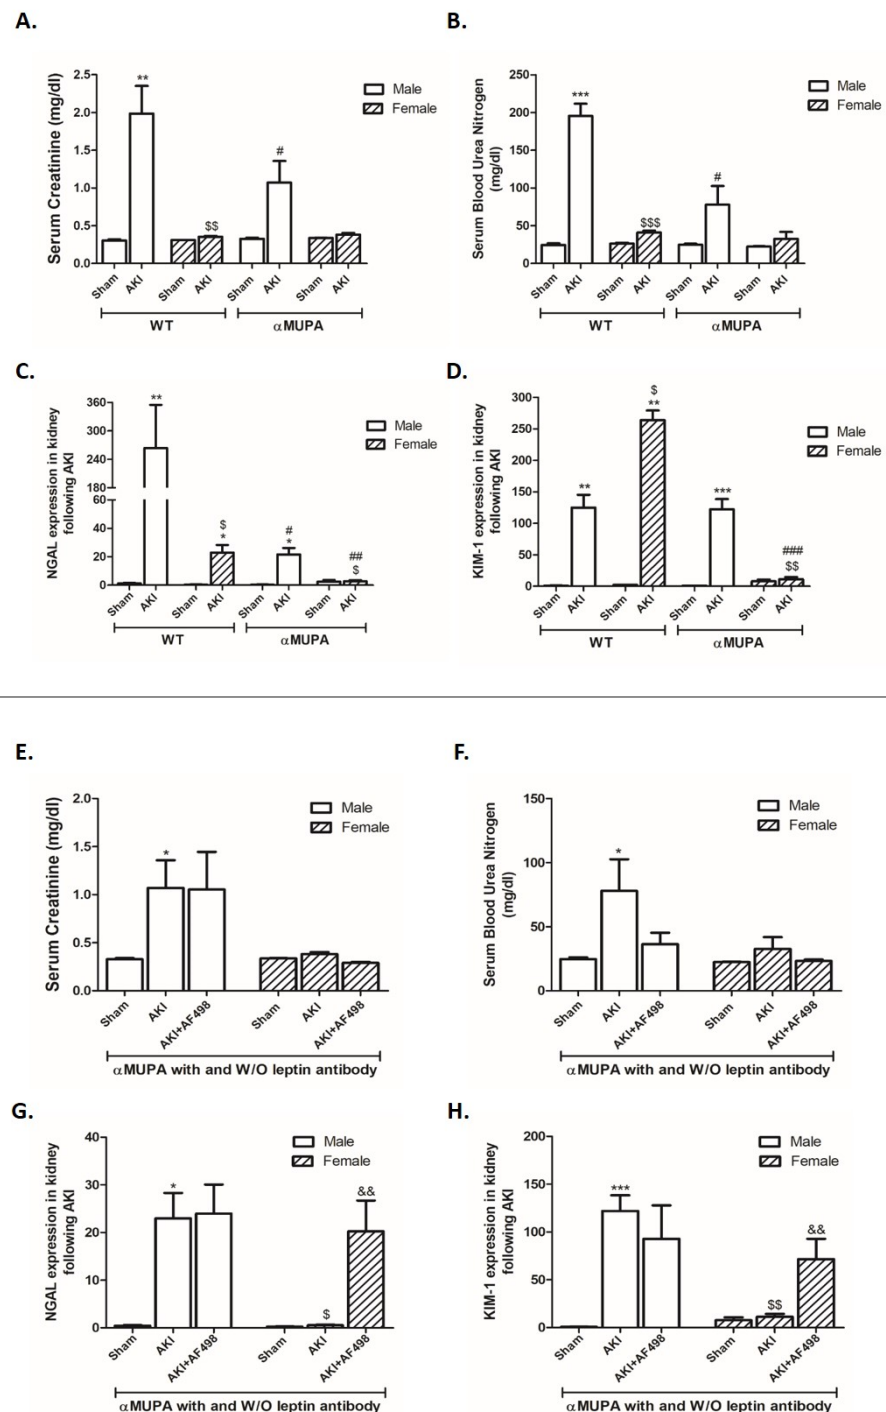 A.
Serum Creatinine (mg/dl)
2.5
2.0
1.5
1.0
0.5
0.0
**
$$
#
Male
Female
Sham
AKI
Sham
AKI
Sham
AKI
Sham
AKI
WT
αMUPA
B.
Serum Blood Urea Nitrogen
(mg/dl)
250
200
150
100
50
0
***
$$$
#
Male
Female
Sham
AKI
Sham
AKI
Sham
AKI
Sham
AKI
WT
αMUPA
C.
NGAL expression in kidney
following AKI
360
300
240
180
60
40
20
0
**
$
*
#
*
##
$
Male
Female
Sham
AKI
Sham
AKI
Sham
AKI
Sham
AKI
WT
αMUPA
D.
KIM-1 expression in kidney
following AKI
300
250
200
150
100
50
0
**
$
**
***
###
$$
Male
Female
Sham
AKI
Sham
AKI
Sham
AKI
Sham
AKI
WT
αMUPA
E.
Serum Creatinine (mg/dl)
2.0
1.5
1.0
0.5
0.0
*
Male
Female
Sham
AKI
AKI+AF498
Sham
AKI
AKI+AF498
αMUPA with and W/O leptin antibody
F.
Serum Blood Urea Nitrogen
(mg/dl)
150
100
50
0
*
Male
Female
Sham
AKI
AKI+AF498
Sham
AKI
AKI+AF498
αMUPA with and W/O leptin antibody
G.
NGAL expression in kidney
following AKI
40
30
20
10
0
*
$
&&
Male
Female
Sham
AKI
AKI+AF498
Sham
AKI
AKI+AF498
αMUPA with and W/O leptin antibody
H.
KIM-1 expression in kidney
following AKI
200
150
100
50
0
***
$$
&&
Male
Female
Sham
AKI
AKI+AF498
Sham
AKI
AKI+AF498
αMUPA with and W/O leptin antibody